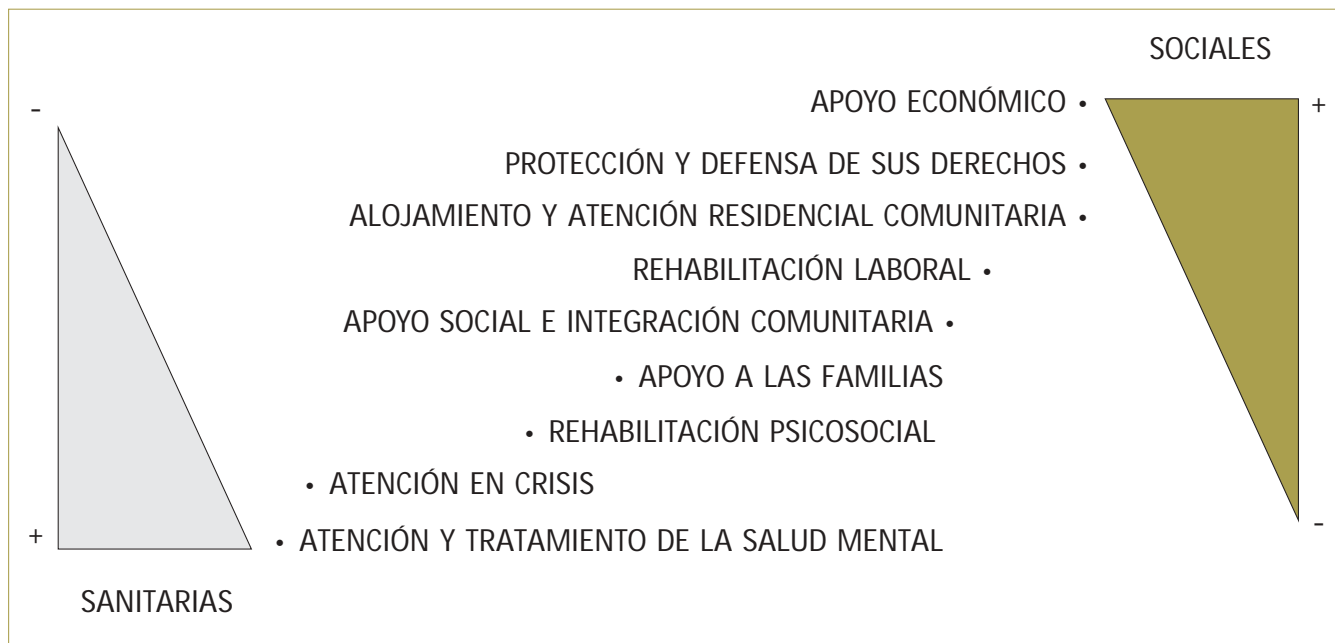 SOCIALES
-
APOYO ECONÓMICO •
+
PROTECCIÓN Y DEFENSA DE SUS DERECHOS •
ALOJAMIENTO Y ATENCIÓN RESIDENCIAL COMUNITARIA •
REHABILITACIÓN LABORAL •
APOYO SOCIAL E INTEGRACIÓN COMUNITARIA •
• APOYO A LAS FAMILIAS
• REHABILITACIÓN PSICOSOCIAL
• ATENCIÓN EN CRISIS
-
+
• ATENCIÓN Y TRATAMIENTO DE LA SALUD MENTAL
SANITARIAS